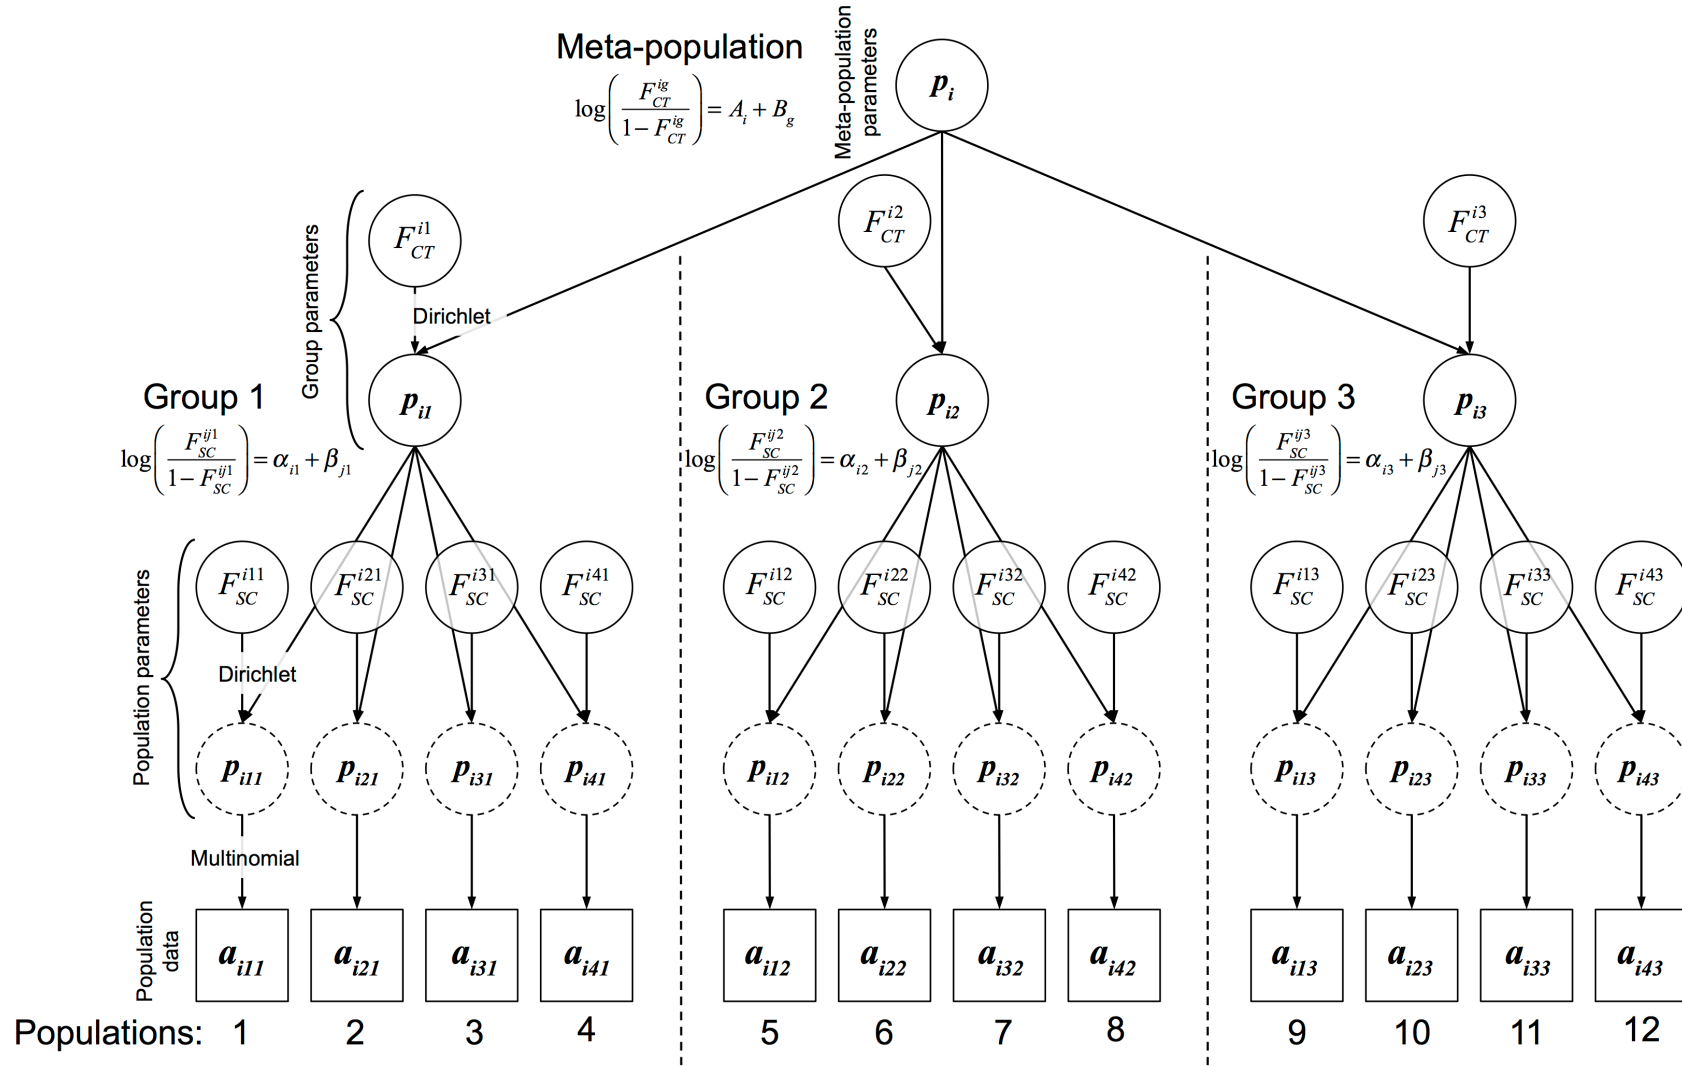 Meta-population
log(F_CT^ig / (1 − F_CT^ig)) = A_i + B_g
Meta-population
parameters
p_i
Group parameters
F_CT^i1
F_CT^i2
F_CT^i3
Dirichlet
Group 1
p_i1
Group 2
p_i2
Group 3
p_i3
log(F_SC^ij1 / (1 − F_SC^ij1)) = α_i1 + β_j1
log(F_SC^ij2 / (1 − F_SC^ij2)) = α_i2 + β_j2
log(F_SC^ij3 / (1 − F_SC^ij3)) = α_i3 + β_j3
Population parameters
F_SC^i11 F_SC^i21 F_SC^i31 F_SC^i41 F_SC^i12 F_SC^i22 F_SC^i32 F_SC^i42 F_SC^i13 F_SC^i23 F_SC^i33 F_SC^i43
Dirichlet
p_i11 p_i21 p_i31 p_i41 p_i12 p_i22 p_i32 p_i42 p_i13 p_i23 p_i33 p_i43
Multinomial
Population
data
a_i11 a_i21 a_i31 a_i41 a_i12 a_i22 a_i32 a_i42 a_i13 a_i23 a_i33 a_i43
Populations: 1 2 3 4 5 6 7 8 9 10 11 12